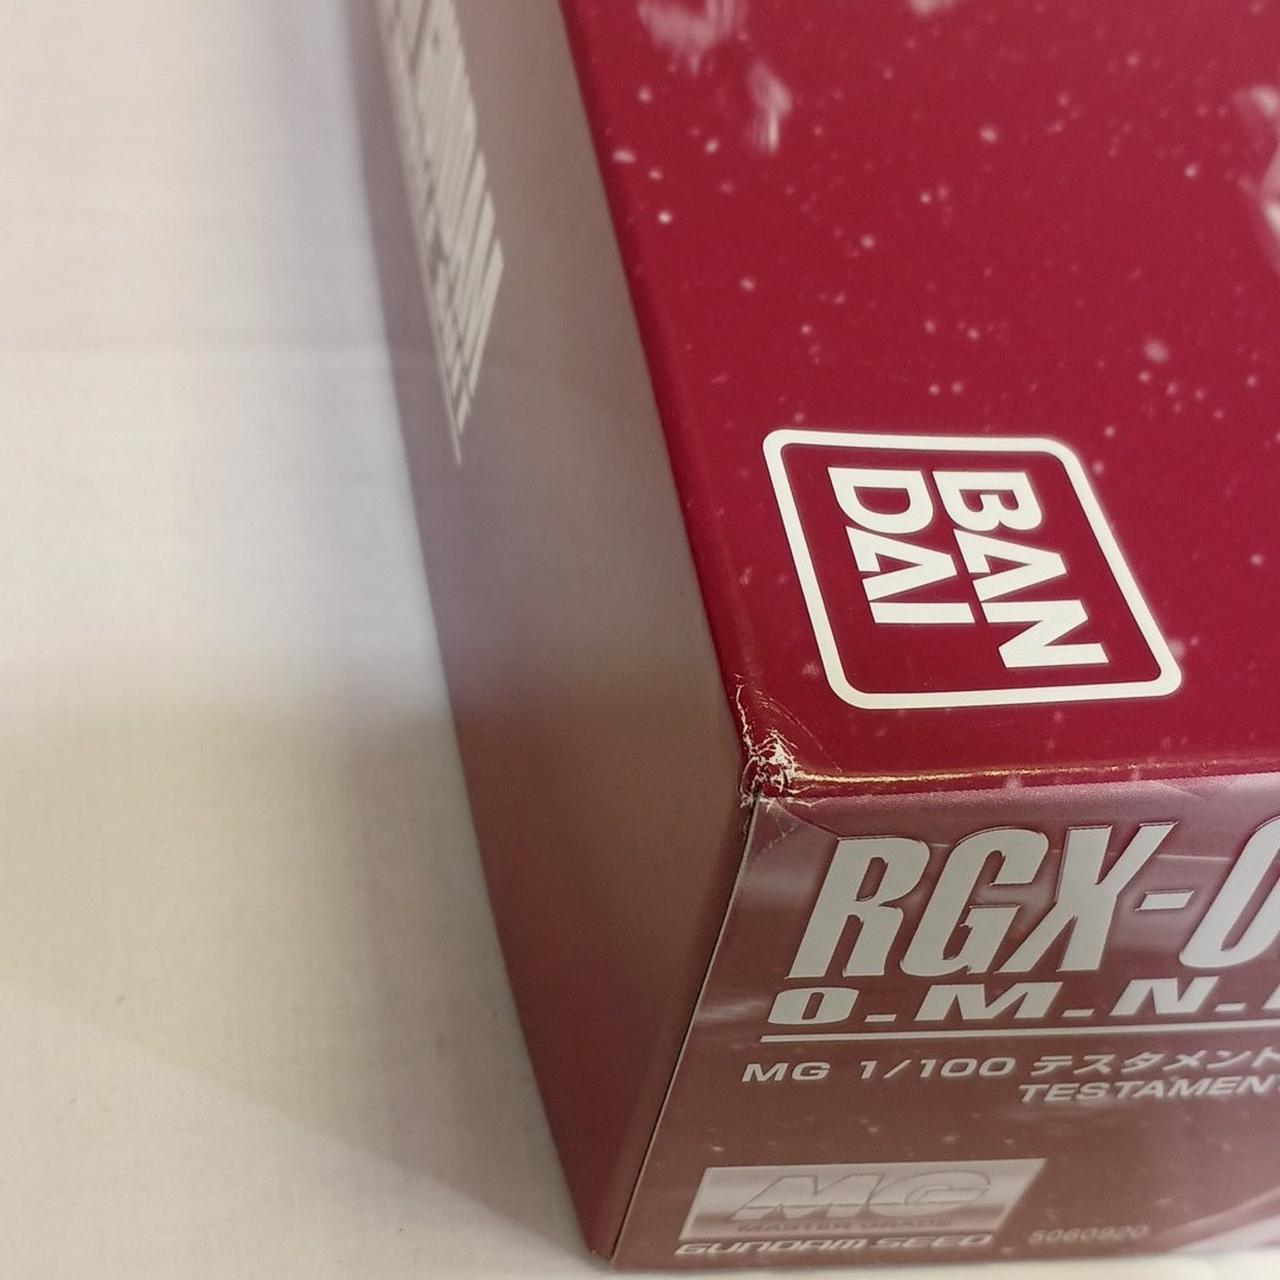 BAN
DAI
RGX-0
O.M.N.I
MG 1/100 テスタメント
TESTAMENT
MG
MASTER GRADE
GUNDAM SEED
5060920